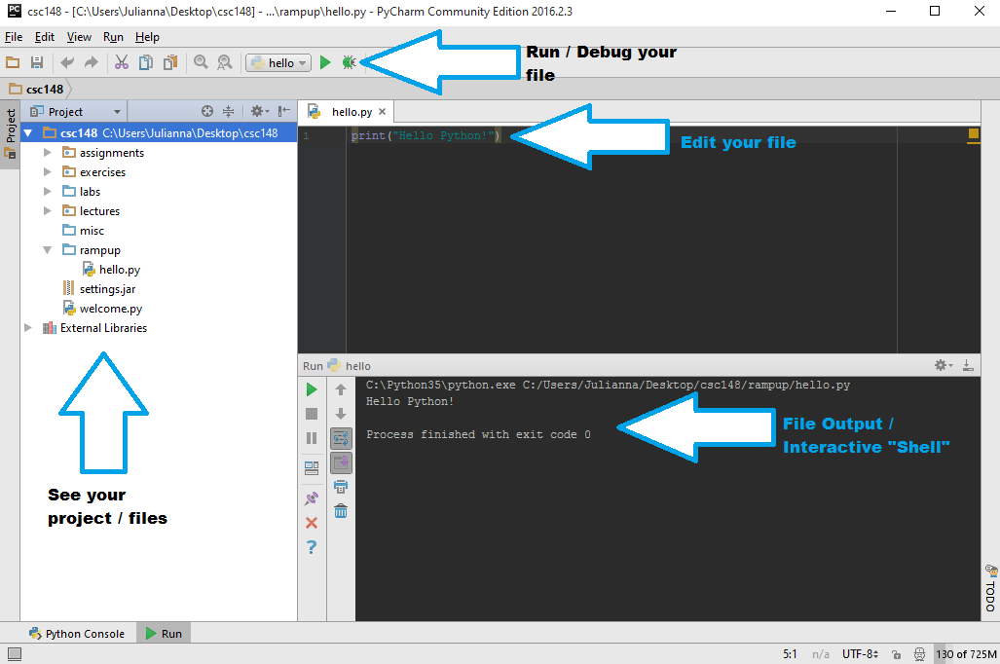 PC csc148 - [C:\Users\Julianna\Desktop\csc148] - ...\rampup\hello.py - PyCharm Community Edition 2016.2.3
File Edit View Run Help
hello
Run / Debug your
file
csc148
Project
Project
hello.py
csc148 C:\Users\Julianna\Desktop\csc148
assignments
exercises
labs
lectures
misc
rampup
hello.py
settings.jar
welcome.py
External Libraries
See your
project / files
1 print("Hello Python!")
Edit your file
Run hello
C:\Python35\python.exe C:/Users/Julianna/Desktop/csc148/rampup/hello.py
Hello Python!
Process finished with exit code 0
File Output /
Interactive "Shell"
?
TODO
Python Console Run
5:1 n/a UTF-8 130 of 725M